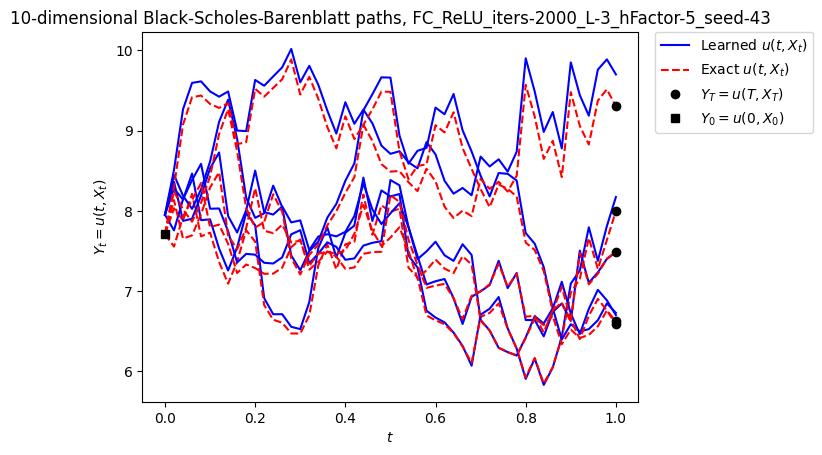 10-dimensional Black-Scholes-Barenblatt paths, FC_ReLU_iters-2000_L-3_hFactor-5_seed-43
Learned u(t, X_t)
Exact u(t, X_t)
Y_T = u(T, X_T)
Y_0 = u(0, X_0)
Y_t = u(t, X_t)
10
9
8
7
6
0.0 0.2 0.4 0.6 0.8 1.0
t